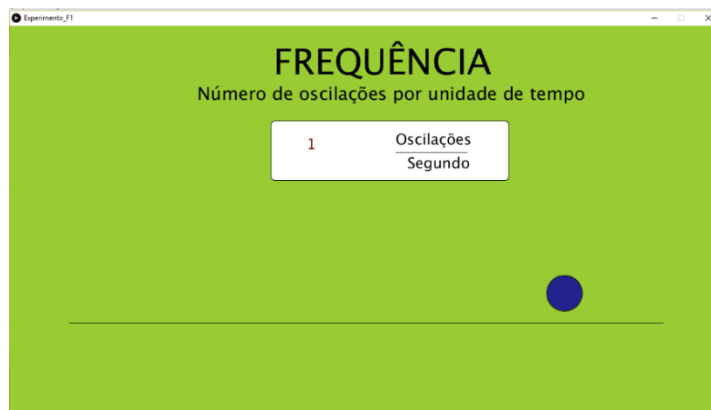 Experimento_F1
FREQUÊNCIA
Número de oscilações por unidade de tempo
1
Oscilações
Segundo